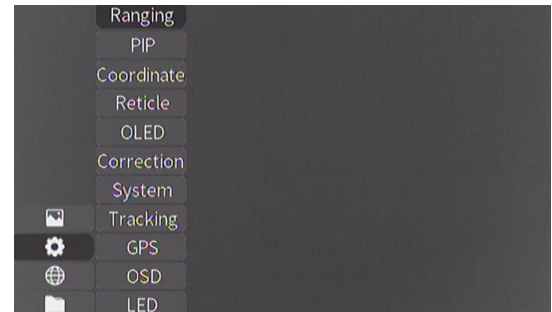 Ranging
PIP
Coordinate
Reticle
OLED
Correction
System
Tracking
GPS
OSD
LED